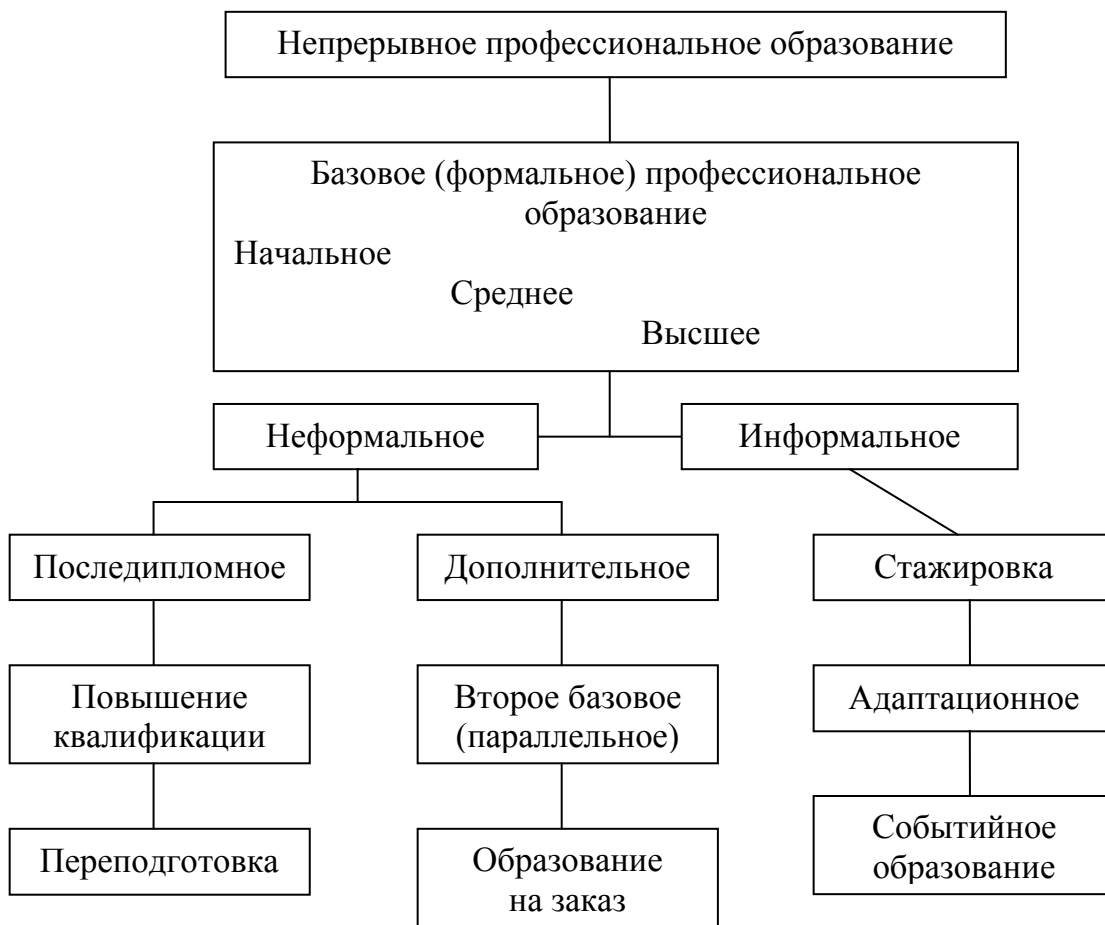 Непрерывное профессиональное образование
Базовое (формальное) профессиональное
образование
Начальное
Среднее
Высшее
Неформальное
Информальное
Последипломное
Дополнительное
Стажировка
Повышение
квалификации
Второе базовое
(параллельное)
Адаптационное
Переподготовка
Образование
на заказ
Событийное
образование